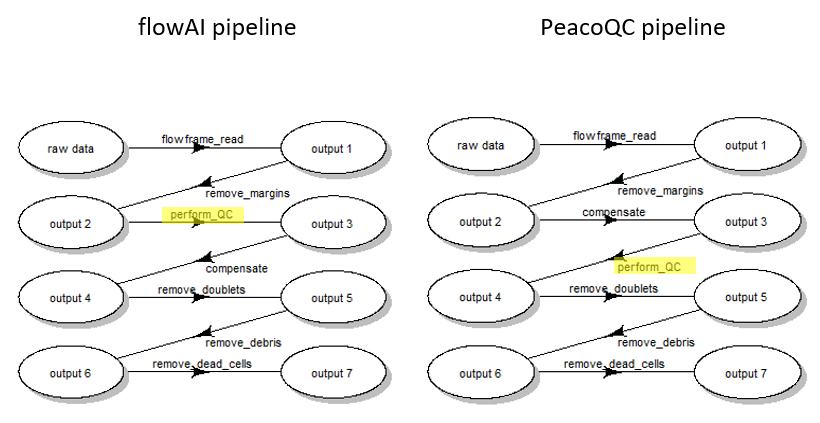 flowAI pipeline
PeacoQC pipeline
raw data
flowframe_read
output 1
remove_margins
output 2
perform_QC
output 3
compensate
output 4
remove_doublets
output 5
remove_debris
output 6
remove_dead_cells
output 7
raw data
flowframe_read
output 1
remove_margins
output 2
compensate
output 3
perform_QC
output 4
remove_doublets
output 5
remove_debris
output 6
remove_dead_cells
output 7